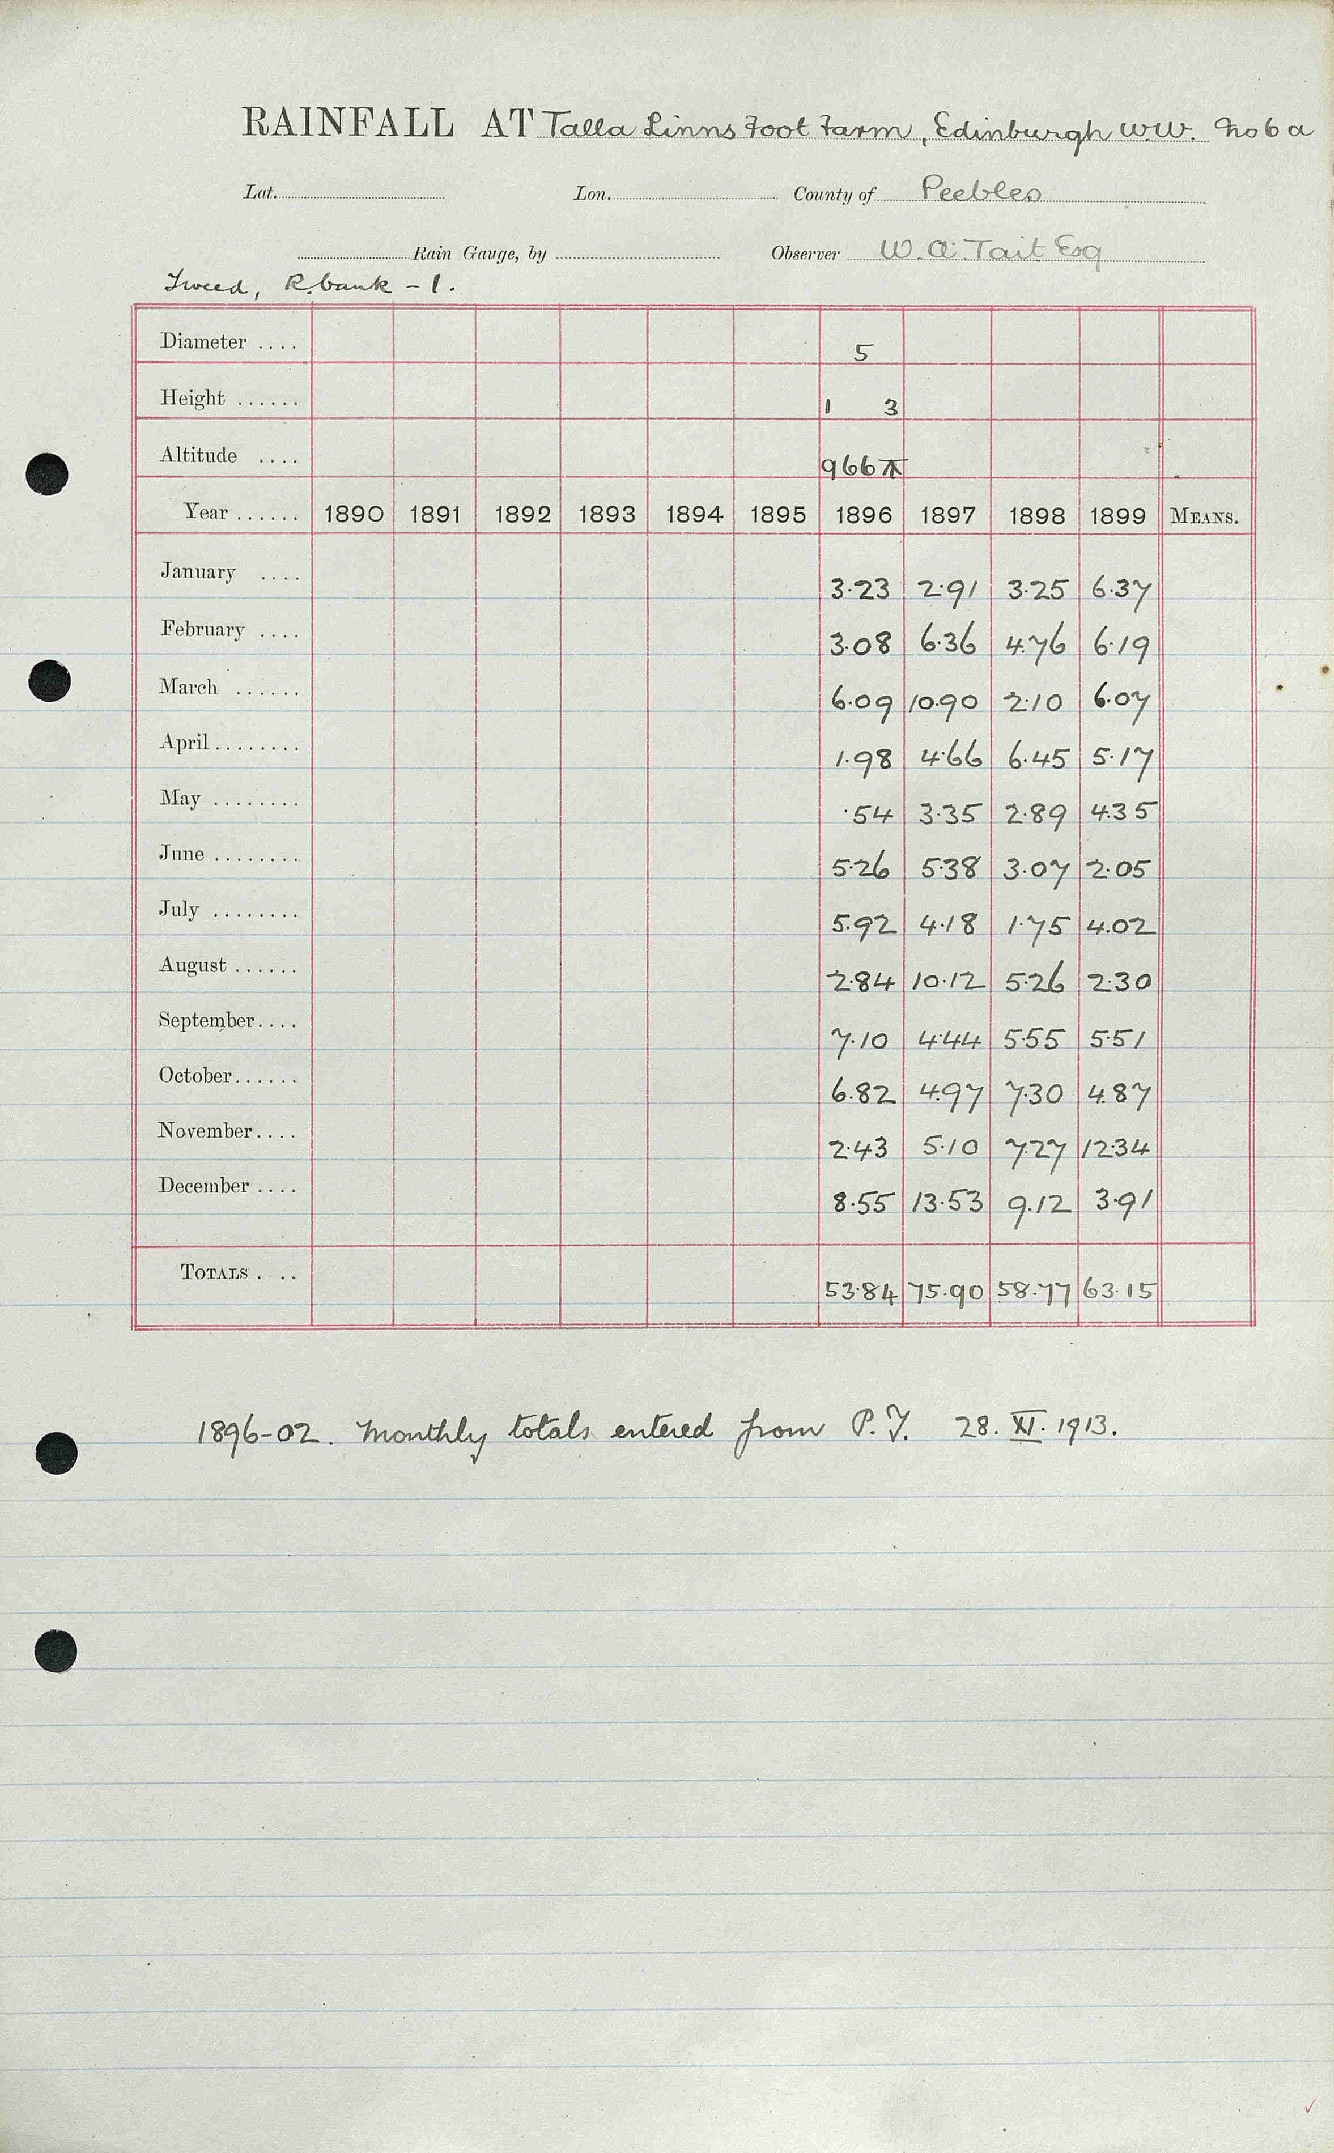 RAINFALL AT Talla Linns Foot Farm, Edinburgh W.W. No 6 a
Lat. Lon. County of Peebles
Rain Gauge, by Observer W. A. Tait Esq
Tweed, R. bank - 1.
Diameter .... 5
Height ...... 1 3
Altitude .... 966
Year ...... 1890 1891 1892 1893 1894 1895 1896 1897 1898 1899 MEANS.
January .... 3.23 2.91 3.25 6.37
February .... 3.08 6.36 4.76 6.19
March ...... 6.09 10.90 2.10 6.07
April ........ 1.98 4.66 6.45 5.17
May ........ .54 3.35 2.89 4.35
June ........ 5.26 5.38 3.07 2.05
July ........ 5.92 4.18 1.75 4.02
August ...... 2.84 10.12 5.26 2.30
September.... 7.10 4.44 5.55 5.51
October...... 6.82 4.97 7.30 4.87
November.... 2.43 5.10 7.27 12.34
December .... 8.55 13.53 9.12 3.91
TOTALS . .. 53.84 75.90 58.77 63.15
1896-02. Monthly totals entered from P.T. 28. XI. 1913.